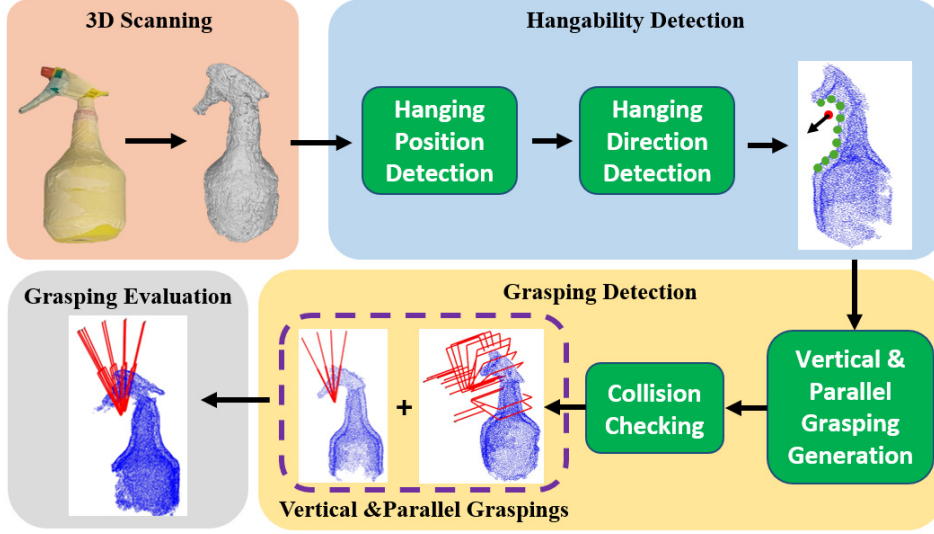 3D Scanning
Hangability Detection
Hanging
Position
Detection
Hanging
Direction
Detection
Grasping Evaluation
Grasping Detection
+
Collision
Checking
Vertical &
Parallel
Grasping
Generation
Vertical &Parallel Graspings